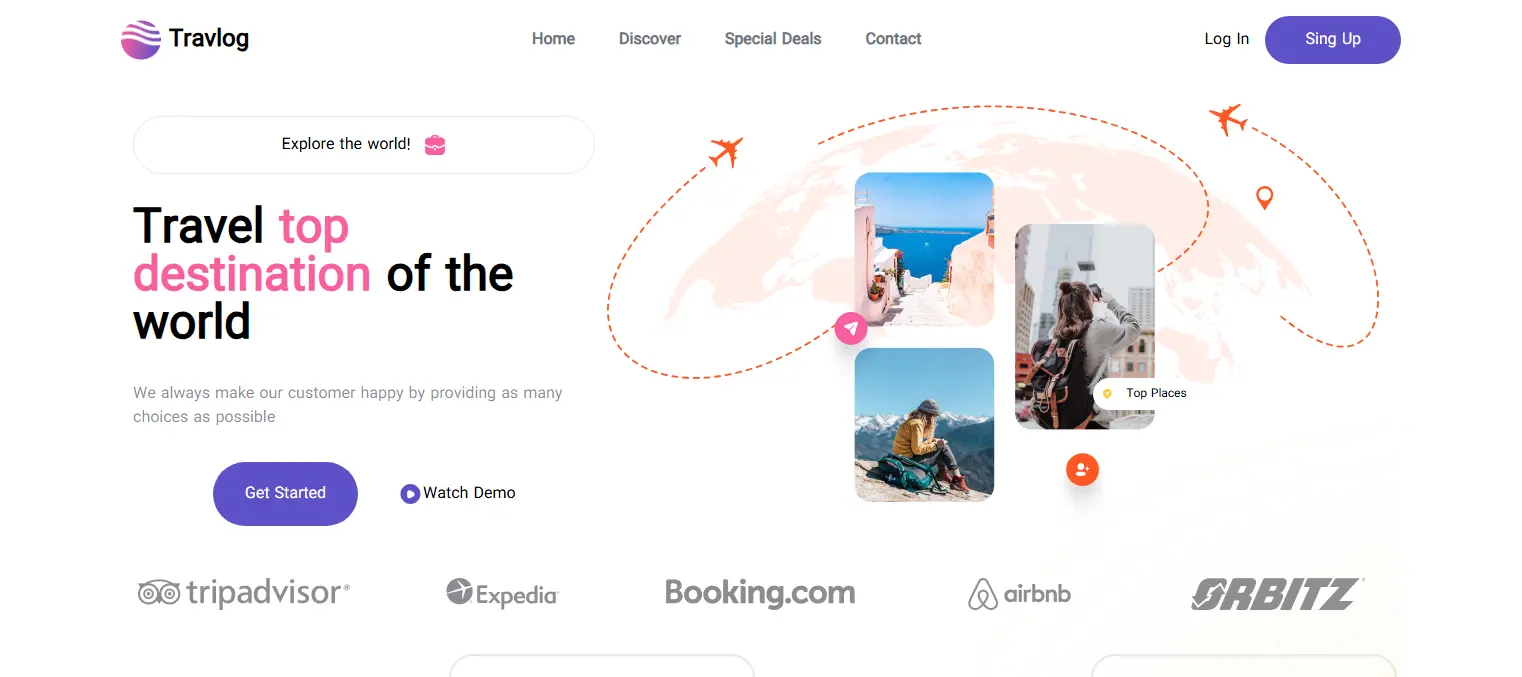 Travlog
Home
Discover
Special Deals
Contact
Log In
Sing Up
Explore the world!
Travel top
destination of the
world
We always make our customer happy by providing as many
choices as possible
Get Started
Watch Demo
Top Places
tripadvisor®
Expedia
Booking.com
airbnb
ORBITZ